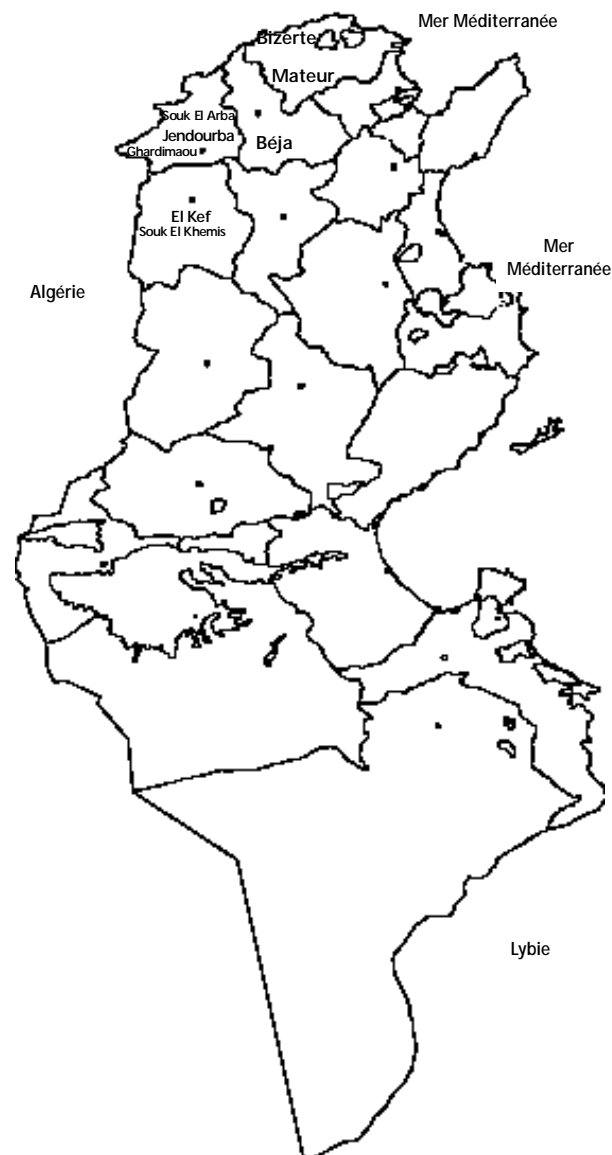 Mer Méditerranée
Bizerte
Mateur
Souk El Arba
Jendourba
Ghardimaou
Béja
El Kef
Souk El Khemis
Mer
Méditerranée
Algérie
Lybie